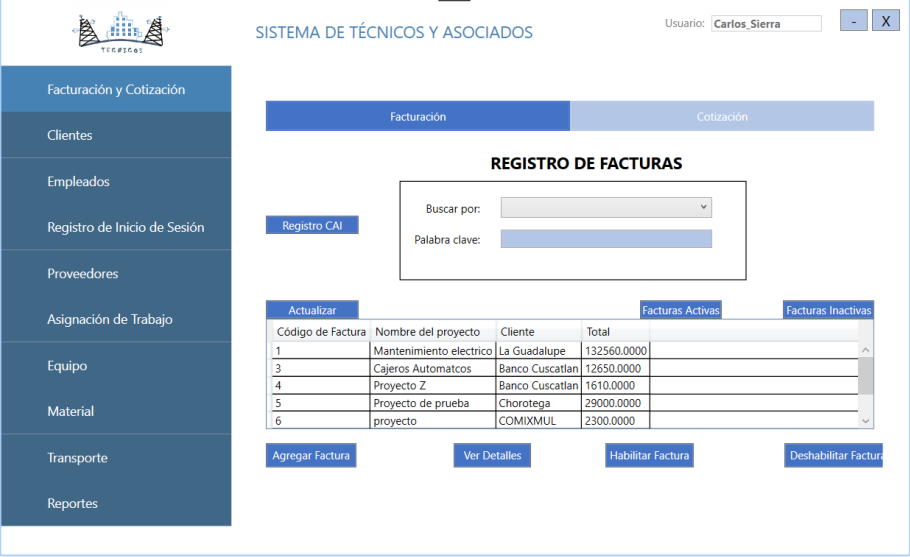 TECNICOS
SISTEMA DE TÉCNICOS Y ASOCIADOS
Usuario: Carlos_Sierra
- X
Facturación y Cotización
Clientes
Empleados
Registro de Inicio de Sesión
Proveedores
Asignación de Trabajo
Equipo
Material
Transporte
Reportes
Facturación Cotización
REGISTRO DE FACTURAS
Registro CAI
Buscar por:
Palabra clave:
Actualizar Facturas Activas Facturas Inactivas
Código de Factura Nombre del proyecto Cliente Total
1 Mantenimiento electrico La Guadalupe 132560.0000
3 Cajeros Automatcos Banco Cuscatlan 12650.0000
4 Proyecto Z Banco Cuscatlan 1610.0000
5 Proyecto de prueba Chorotega 29000.0000
6 proyecto COMIXMUL 2300.0000
Agregar Factura Ver Detalles Habilitar Factura Deshabilitar Factura